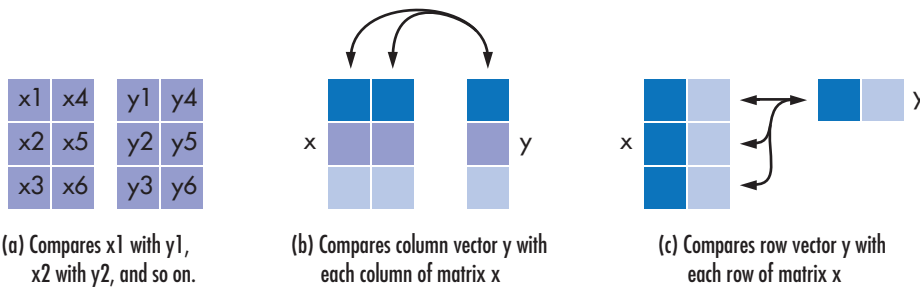 x1 x4 y1 y4
x2 x5 y2 y5
x3 x6 y3 y6
x y
x y
(a) Compares x1 with y1,
x2 with y2, and so on.
(b) Compares column vector y with
each column of matrix x
(c) Compares row vector y with
each row of matrix x